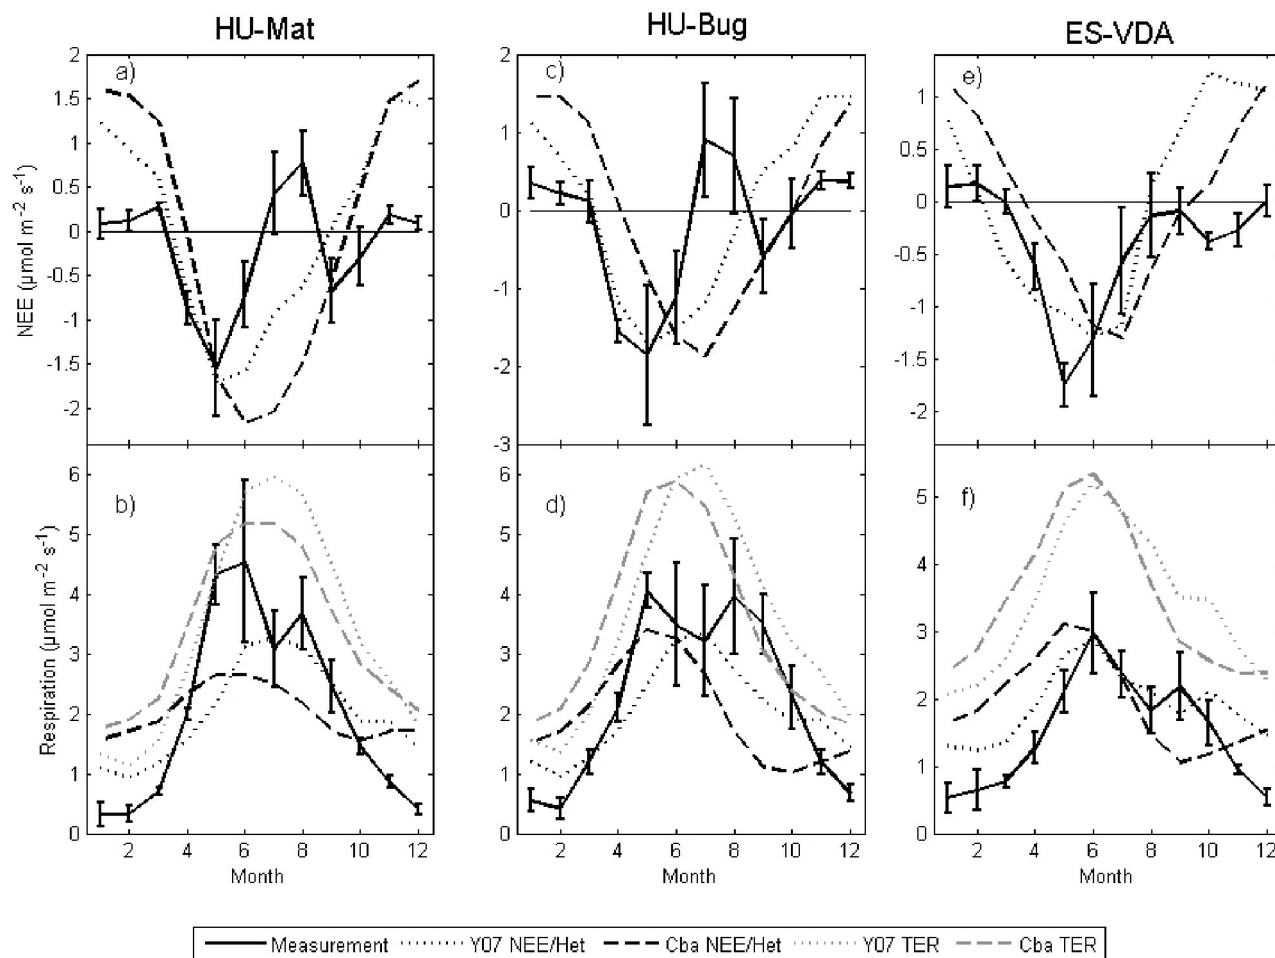 HU-Mat
HU-Bug
ES-VDA
a)
c)
e)
NEE (µmol m⁻² s⁻¹)
2
1.5
1
0.5
0
-0.5
-1
-1.5
-2
2
1
0
-1
-2
-3
1
0.5
0
-0.5
-1
-1.5
-2
b)
d)
f)
Respiration (µmol m⁻² s⁻¹)
6
5
4
3
2
1
0
6
5
4
3
2
1
0
5
4
3
2
1
0
2 4 6 8 10 12
2 4 6 8 10 12
2 4 6 8 10 12
Month
Month
Month
Measurement Y07 NEE/Het Cba NEE/Het Y07 TER Cba TER